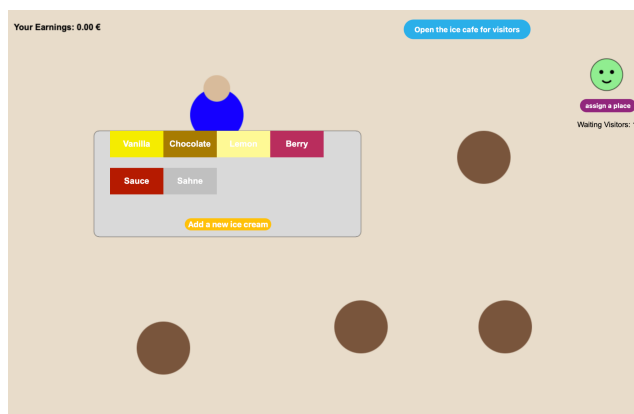 Your Earnings: 0.00 €
Open the ice cafe for visitors
assign a place
Waiting Visitors:
Vanilla Chocolate Lemon Berry
Sauce Sahne
Add a new ice cream